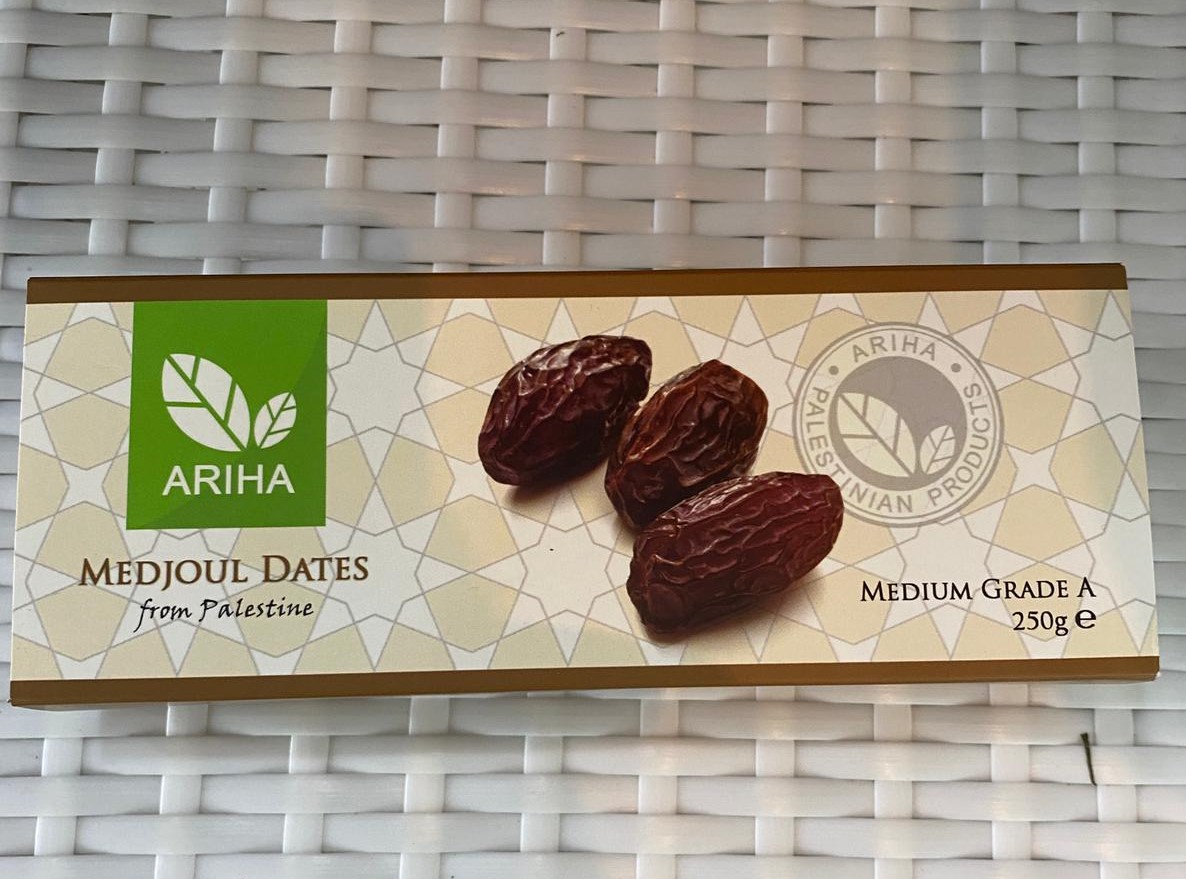 ARIHA
MEDJOUL DATES
from Palestine
ARIHA
PALESTINIAN PRODUCTS
MEDIUM GRADE A
250g e